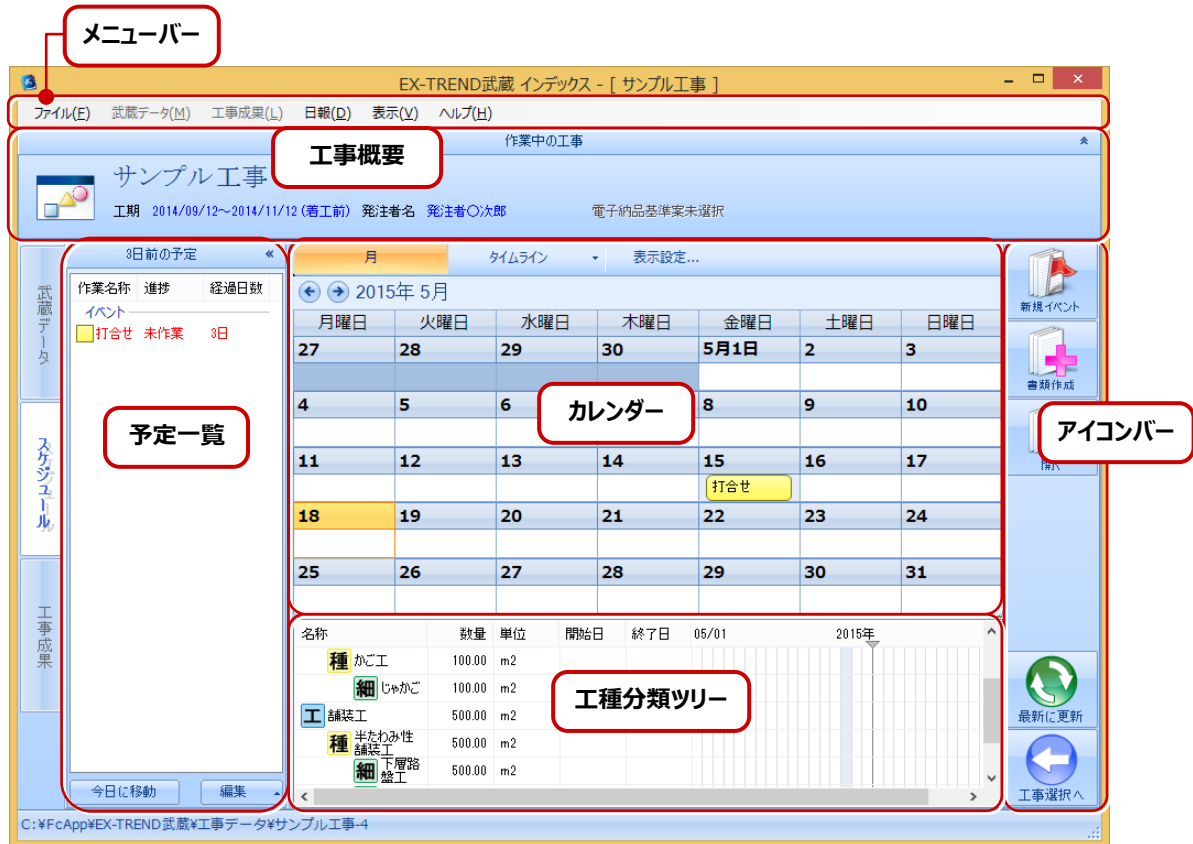 メニューバー
EX-TREND武蔵 インデックス - [ サンプル工事 ]
ファイル(F) 武蔵データ(M) 工事成果(L) 日報(D) 表示(V) ヘルプ(H)
作業中の工事
工事概要
サンプル工事
工期 2014/09/12～2014/11/12 (着工前) 発注者名 発注者〇次郎 電子納品基準案未選択
武蔵データ
スケジュール
工事成果
3日前の予定
作業名称 進捗 経過日数
イベント
打合せ 未作業 3日
予定一覧
今日に移動 編集
月 タイムライン 表示設定...
2015年 5月
月曜日 火曜日 水曜日 木曜日 金曜日 土曜日 日曜日
27 28 29 30 5月1日 2 3
4 5 6 8 9 10
カレンダー
11 12 13 14 15 16 17
打合せ
18 19 20 21 22 23 24
25 26 27 28 29 30 31
名称 数量 単位 開始日 終了日 05/01 2015年
種 かご工 100.00 m2
細 じゃかご 100.00 m2
工 舗装工 500.00 m2
種 半たわみ性舗装工 500.00 m2
細 下層路盤工 500.00 m2
工種分類ツリー
新規イベント
書類作成
アイコンバー
開く
最新に更新
工事選択へ
C:¥FcApp¥EX-TREND武蔵¥工事データ¥サンプル工事-4